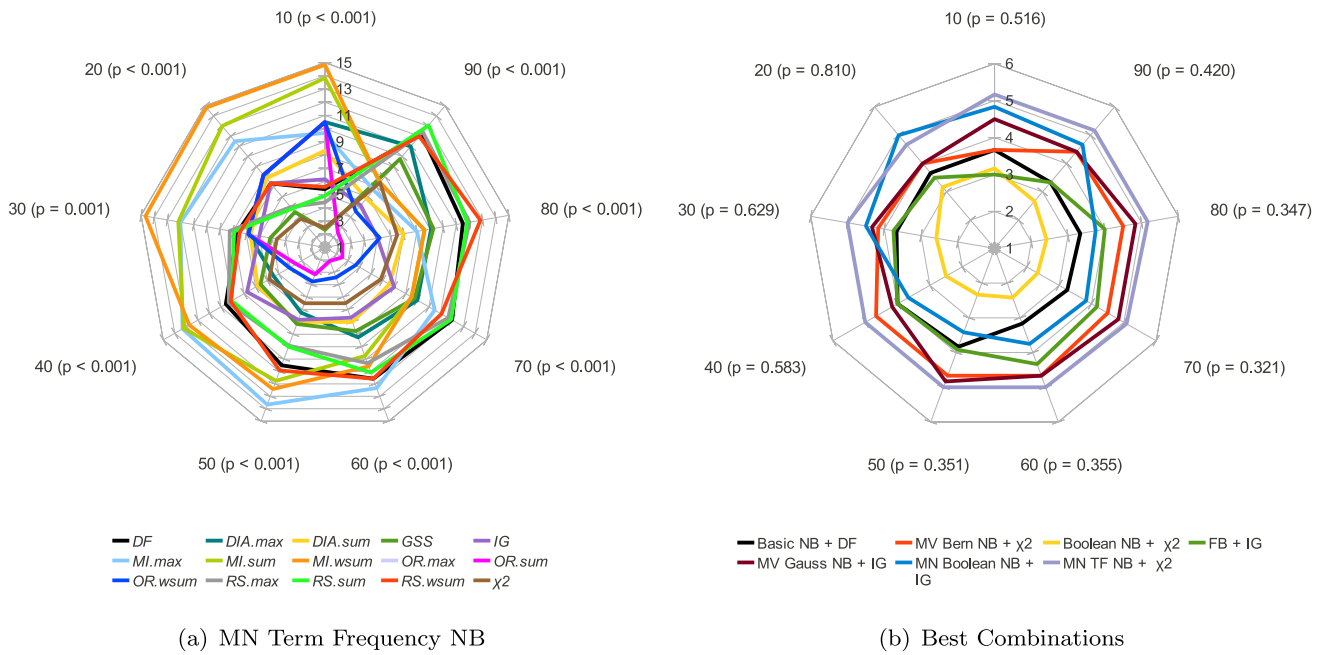 10 (p < 0.001)
20 (p < 0.001)
90 (p < 0.001)
15
13
11
9
7
5
3
1
30 (p = 0.001)
80 (p < 0.001)
40 (p < 0.001)
70 (p < 0.001)
50 (p < 0.001)
60 (p < 0.001)
DF DIA.max DIA.sum GSS IG
MI.max MI.sum MI.wsum OR.max OR.sum
OR.wsum RS.max RS.sum RS.wsum χ2
(a) MN Term Frequency NB
10 (p = 0.516)
20 (p = 0.810)
90 (p = 0.420)
6
5
4
3
2
1
30 (p = 0.629)
80 (p = 0.347)
40 (p = 0.583)
70 (p = 0.321)
50 (p = 0.351)
60 (p = 0.355)
Basic NB + DF MV Bern NB + χ2 Boolean NB + χ2 FB + IG
MV Gauss NB + IG MN Boolean NB + MN TF NB + χ2
IG
(b) Best Combinations